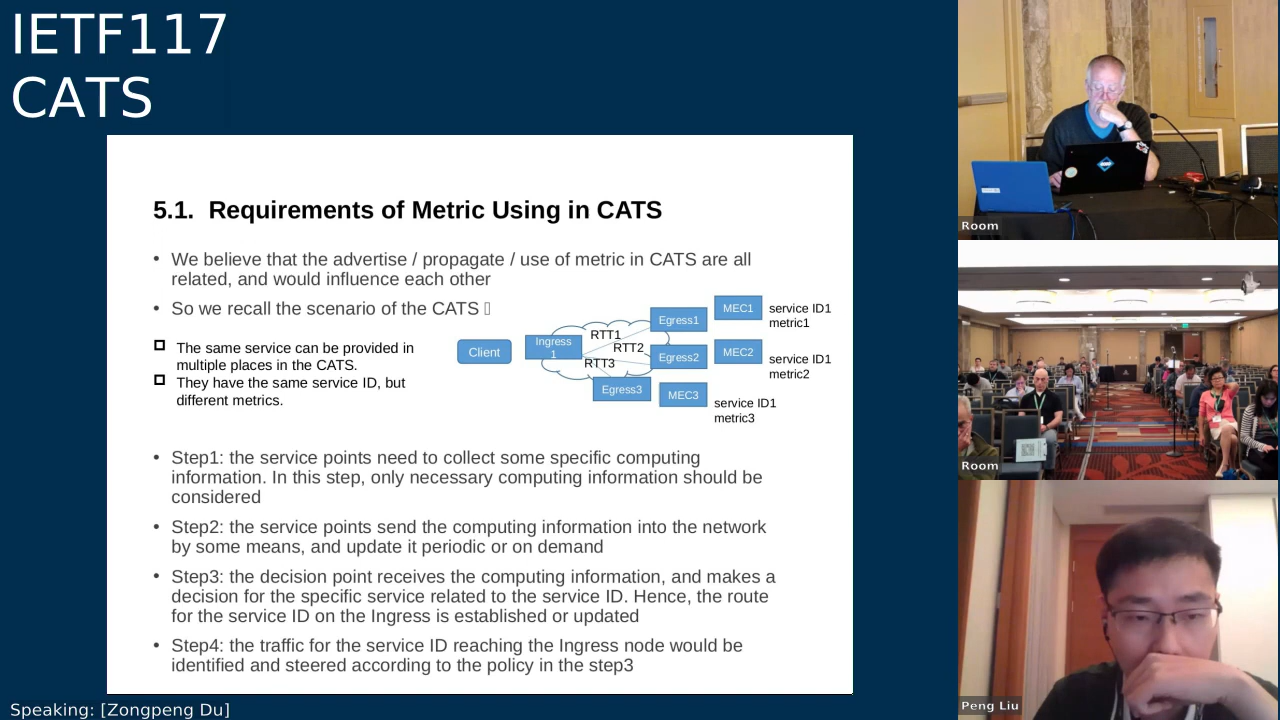 IETF117
CATS
5.1. Requirements of Metric Using in CATS
• We believe that the advertise / propagate / use of metric in CATS are all
related, and would influence each other
• So we recall the scenario of the CATS
The same service can be provided in
multiple places in the CATS.
They have the same service ID, but
different metrics.
Client
Ingress
1
RTT1
RTT2
RTT3
Egress1
Egress2
Egress3
MEC1
MEC2
MEC3
service ID1
metric1
service ID1
metric2
service ID1
metric3
• Step1: the service points need to collect some specific computing
information. In this step, only necessary computing information should be
considered
• Step2: the service points send the computing information into the network
by some means, and update it periodic or on demand
• Step3: the decision point receives the computing information, and makes a
decision for the specific service related to the service ID. Hence, the route
for the service ID on the Ingress is established or updated
• Step4: the traffic for the service ID reaching the Ingress node would be
identified and steered according to the policy in the step3
Speaking: [Zongpeng Du]
Room
Room
Peng Liu